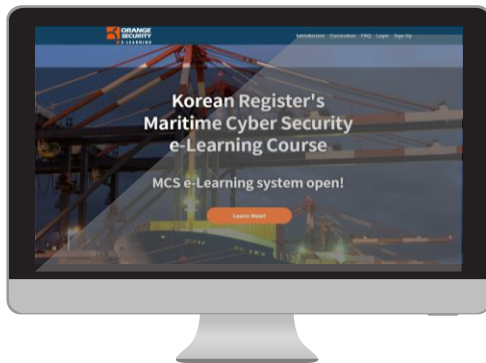 ORANGE
SECURITY
E-LEARNING
Introduction Curriculum FAQ Login Sign Up
Korean Register's
Maritime Cyber Security
e-Learning Course
MCS e-Learning system open!
Learn Now!